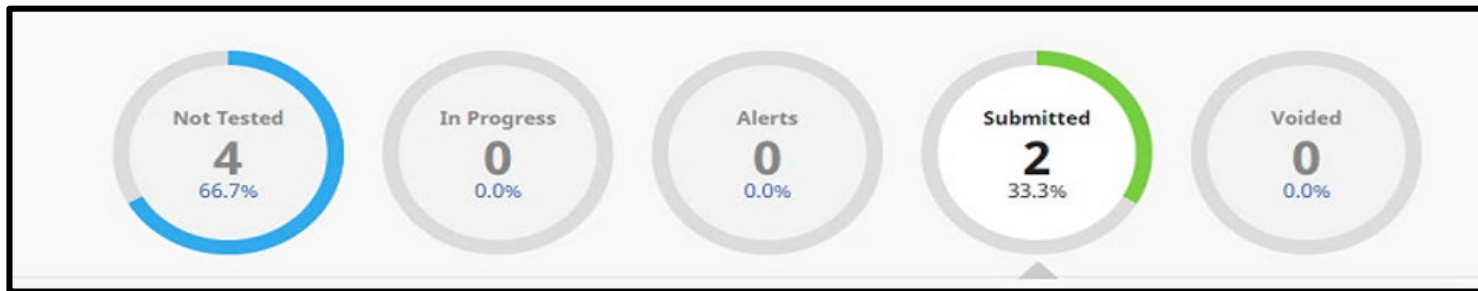 Not Tested
4
66.7%
In Progress
0
0.0%
Alerts
0
0.0%
Submitted
2
33.3%
Voided
0
0.0%